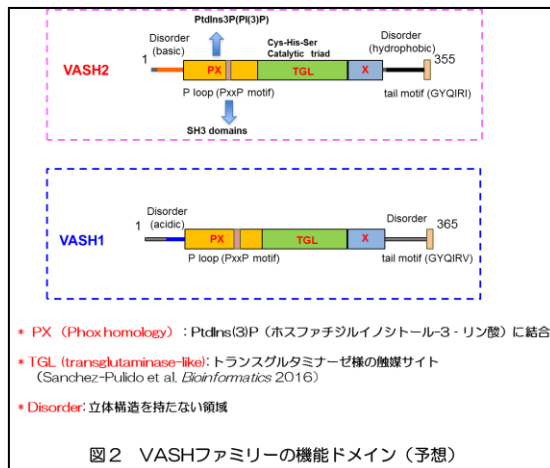 PtdIns3P(PI(3)P)
Disorder
(basic)
Cys-His-Ser
Catalytic triad
Disorder
(hydrophobic)
1
355
VASH2
PX
TGL
X
P loop (PxxP motif)
tail motif (GYQIRI)
SH3 domains
Disorder
(acidic)
Disorder
1
365
VASH1
PX
TGL
X
P loop (PxxP motif)
tail motif (GYQIRV)
* PX (Phox homology) : PtdIns(3)P (ホスファチジルイノシトール-3‐リン酸) に結合
* TGL (transglutaminase-like): トランスグルタミナーゼ様の触媒サイト
(Sanchez-Pulido et al. Bioinformatics 2016)
* Disorder: 立体構造を持たない領域
図2 VASHファミリーの機能ドメイン (予想)